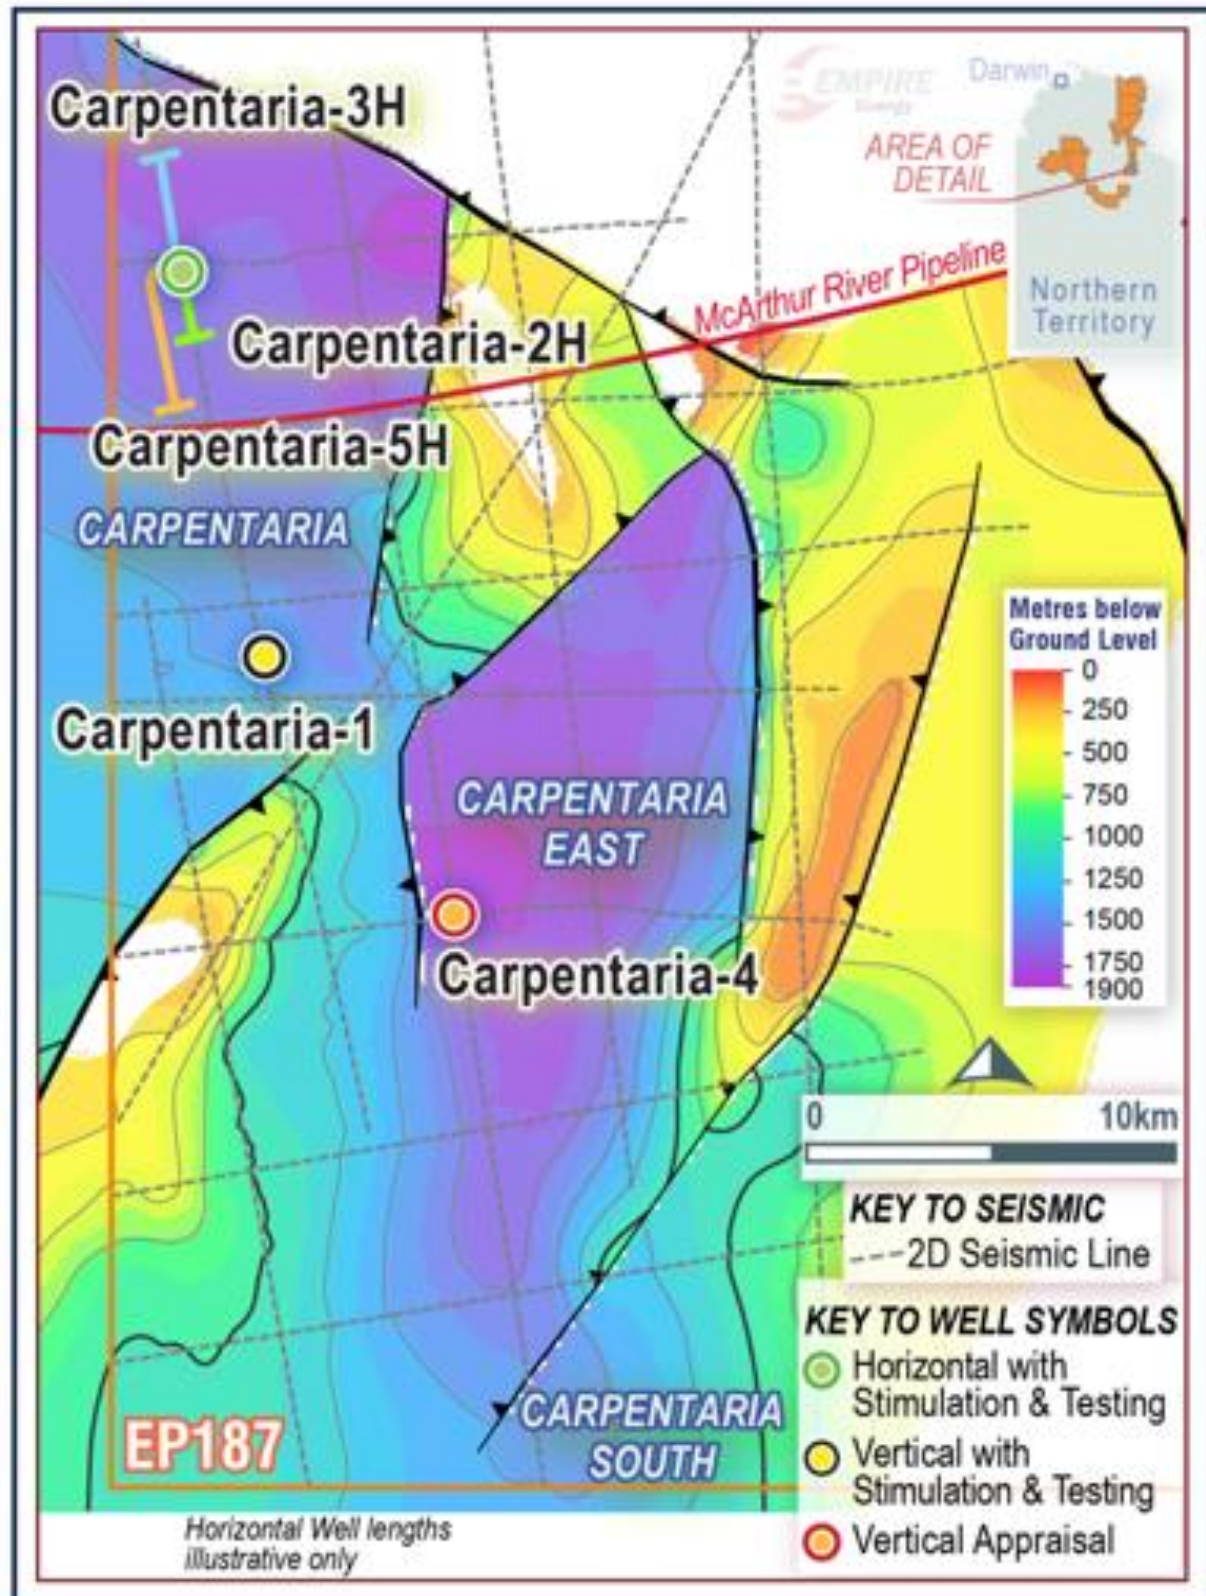 Carpentaria-3H
EMPIRE
Energy
Darwin
AREA OF
DETAIL
Northern
Territory
McArthur River Pipeline
Carpentaria-2H
Carpentaria-5H
CARPENTARIA
Carpentaria-1
CARPENTARIA
EAST
Carpentaria-4
Metres below
Ground Level
0
250
500
750
1000
1250
1500
1750
1900
0 10km
KEY TO SEISMIC
2D Seismic Line
KEY TO WELL SYMBOLS
Horizontal with
Stimulation & Testing
Vertical with
Stimulation & Testing
Vertical Appraisal
CARPENTARIA
SOUTH
EP187
Horizontal Well lengths
illustrative only